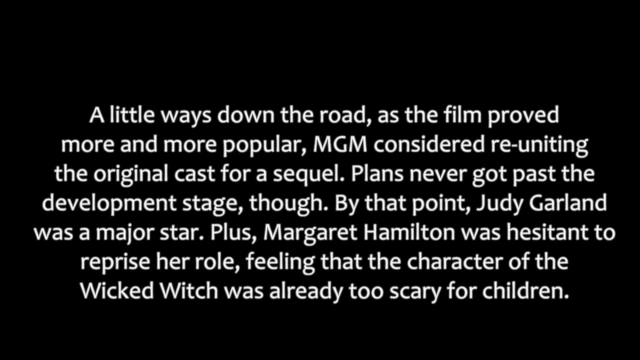 A little ways down the road, as the film proved
more and more popular, MGM considered re-uniting
the original cast for a sequel. Plans never got past the
development stage, though. By that point, Judy Garland
was a major star. Plus, Margaret Hamilton was hesitant to
reprise her role, feeling that the character of the
Wicked Witch was already too scary for children.